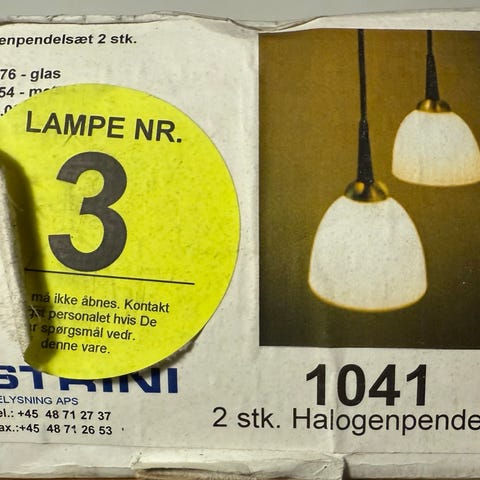 enpendelsæt 2 stk.
76 - glas
54 - me
LAMPE NR.
3
må ikke åbnes. Kontakt
personalet hvis De
spørgsmål vedr.
denne vare.
STRINI
ELYSNING APS
el.: +45 48 71 27 37
ax.:+45 48 71 26 53
1041
2 stk. Halogenpende